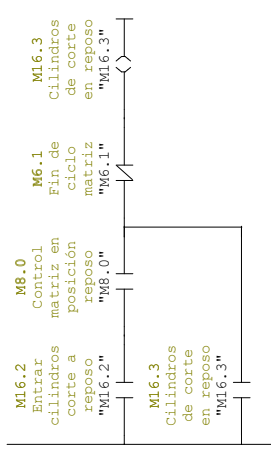 M16.2
Entrar
cilindros
corte a
reposo
"M16.2"
M8.0
Control
matriz en
posición
reposo
"M8.0"
M6.1
Fin de
ciclo
matriz
"M6.1"
M16.3
Cilindros
de corte
en reposo
"M16.3"
M16.3
Cilindros
de corte
en reposo
"M16.3"